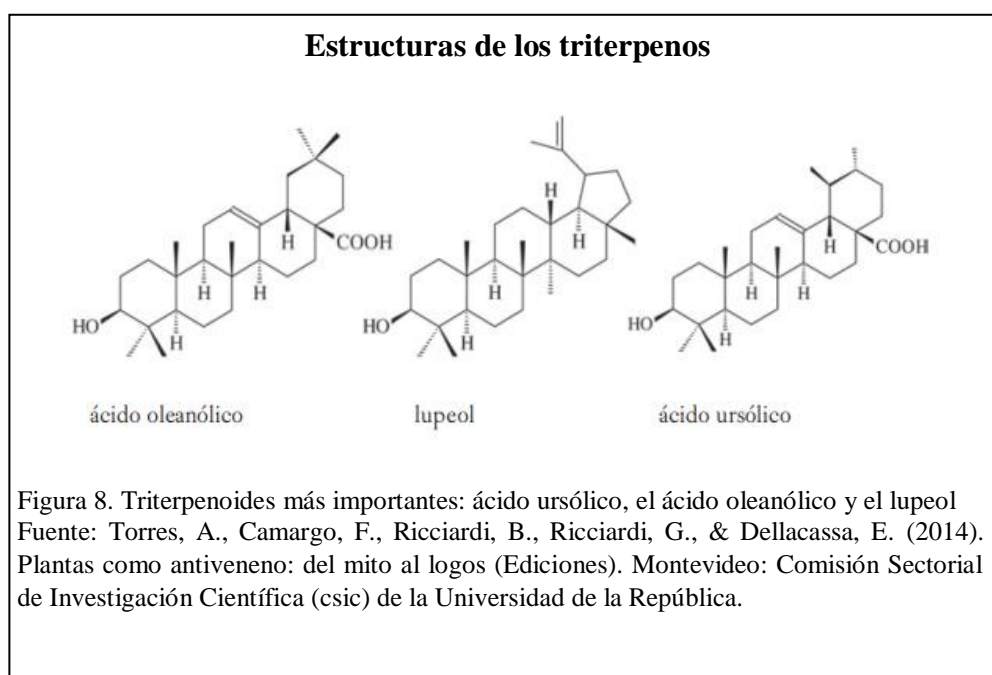 Estructuras de los triterpenos
H
COOH
HO
H
H
H
H
H
HO
H
H
COOH
HO
H
H
H
ácido oleanólico
lupeol
ácido ursólico
Figura 8. Triterpenoides más importantes: ácido ursólico, el ácido oleanólico y el lupeol
Fuente: Torres, A., Camargo, F., Ricciardi, B., Ricciardi, G., & Dellacassa, E. (2014).
Plantas como antiveneno: del mito al logos (Ediciones). Montevideo: Comisión Sectorial
de Investigación Científica (csic) de la Universidad de la República.